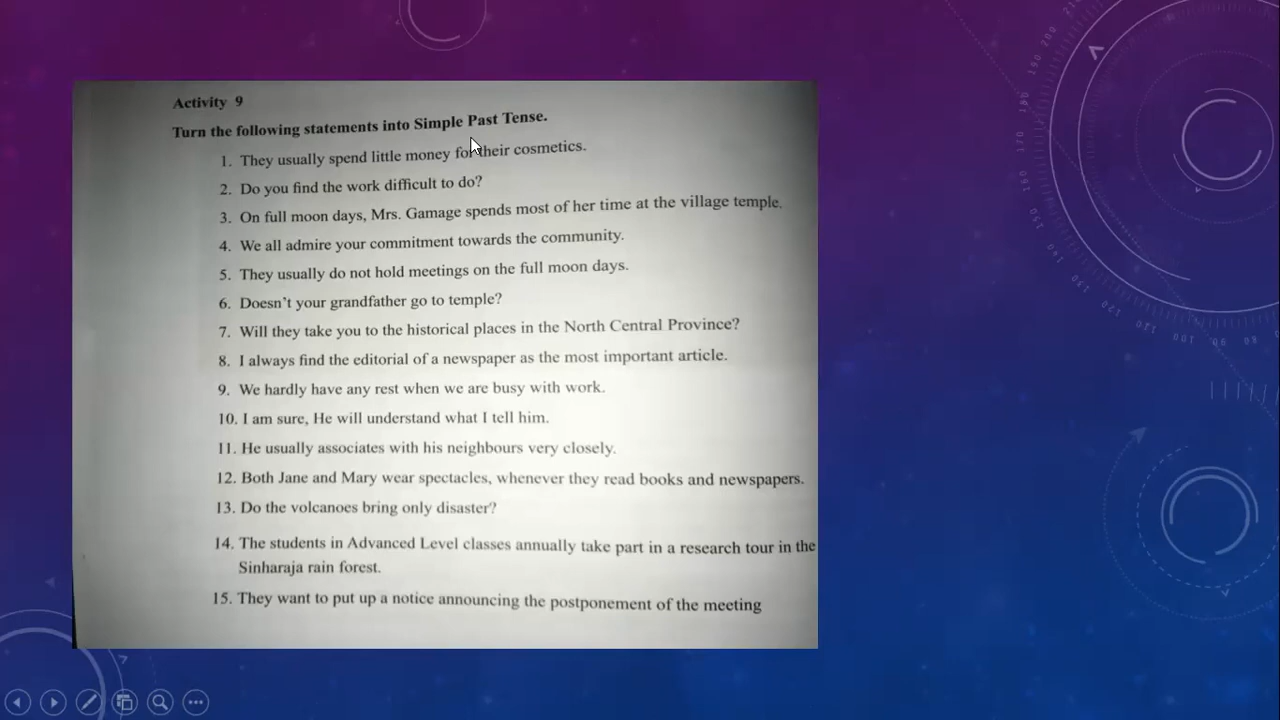 Activity 9
Turn the following statements into Simple Past Tense.
1. They usually spend little money for their cosmetics.
2. Do you find the work difficult to do?
3. On full moon days, Mrs. Gamage spends most of her time at the village temple.
4. We all admire your commitment towards the community.
5. They usually do not hold meetings on the full moon days.
6. Doesn't your grandfather go to temple?
7. Will they take you to the historical places in the North Central Province?
8. I always find the editorial of a newspaper as the most important article.
9. We hardly have any rest when we are busy with work.
10. I am sure, He will understand what I tell him.
11. He usually associates with his neighbours very closely.
12. Both Jane and Mary wear spectacles, whenever they read books and newspapers.
13. Do the volcanoes bring only disaster?
14. The students in Advanced Level classes annually take part in a research tour in the
Sinharaja rain forest.
15. They want to put up a notice announcing the postponement of the meeting